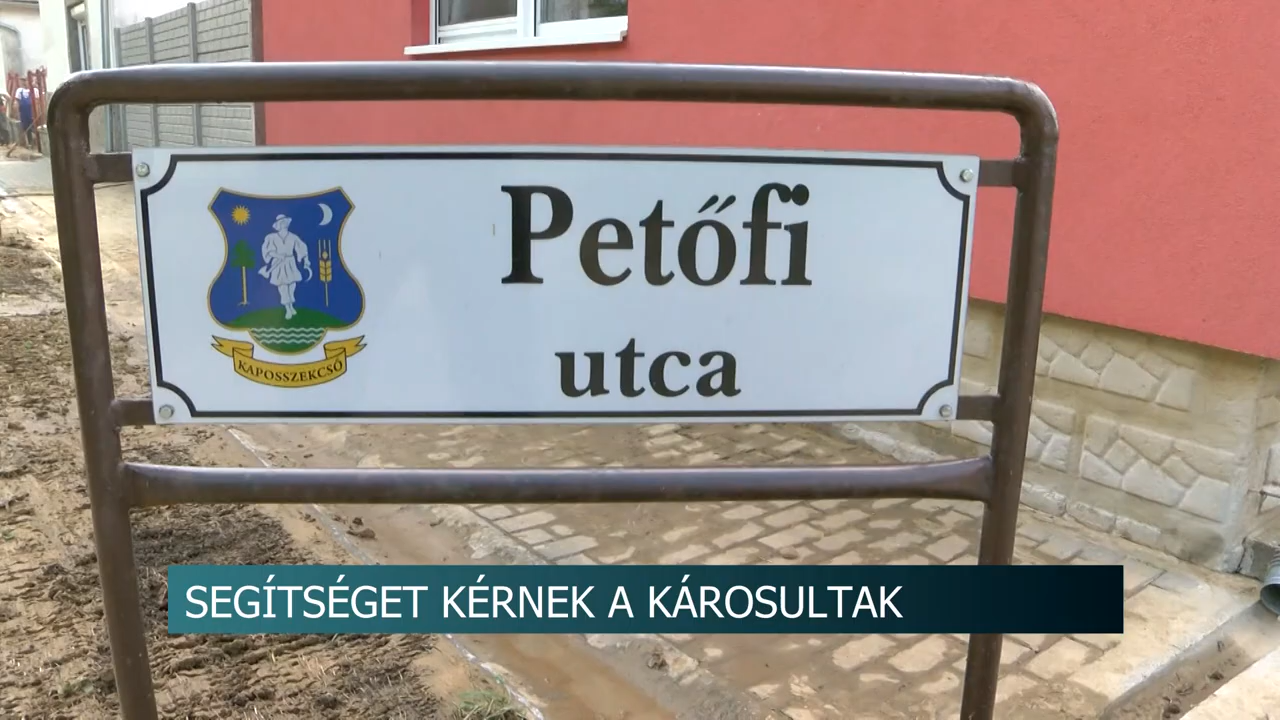 Petőfi
utca
KAPOSSZEKCSŐ
SEGÍTSÉGET KÉRNEK A KÁROSULTAK